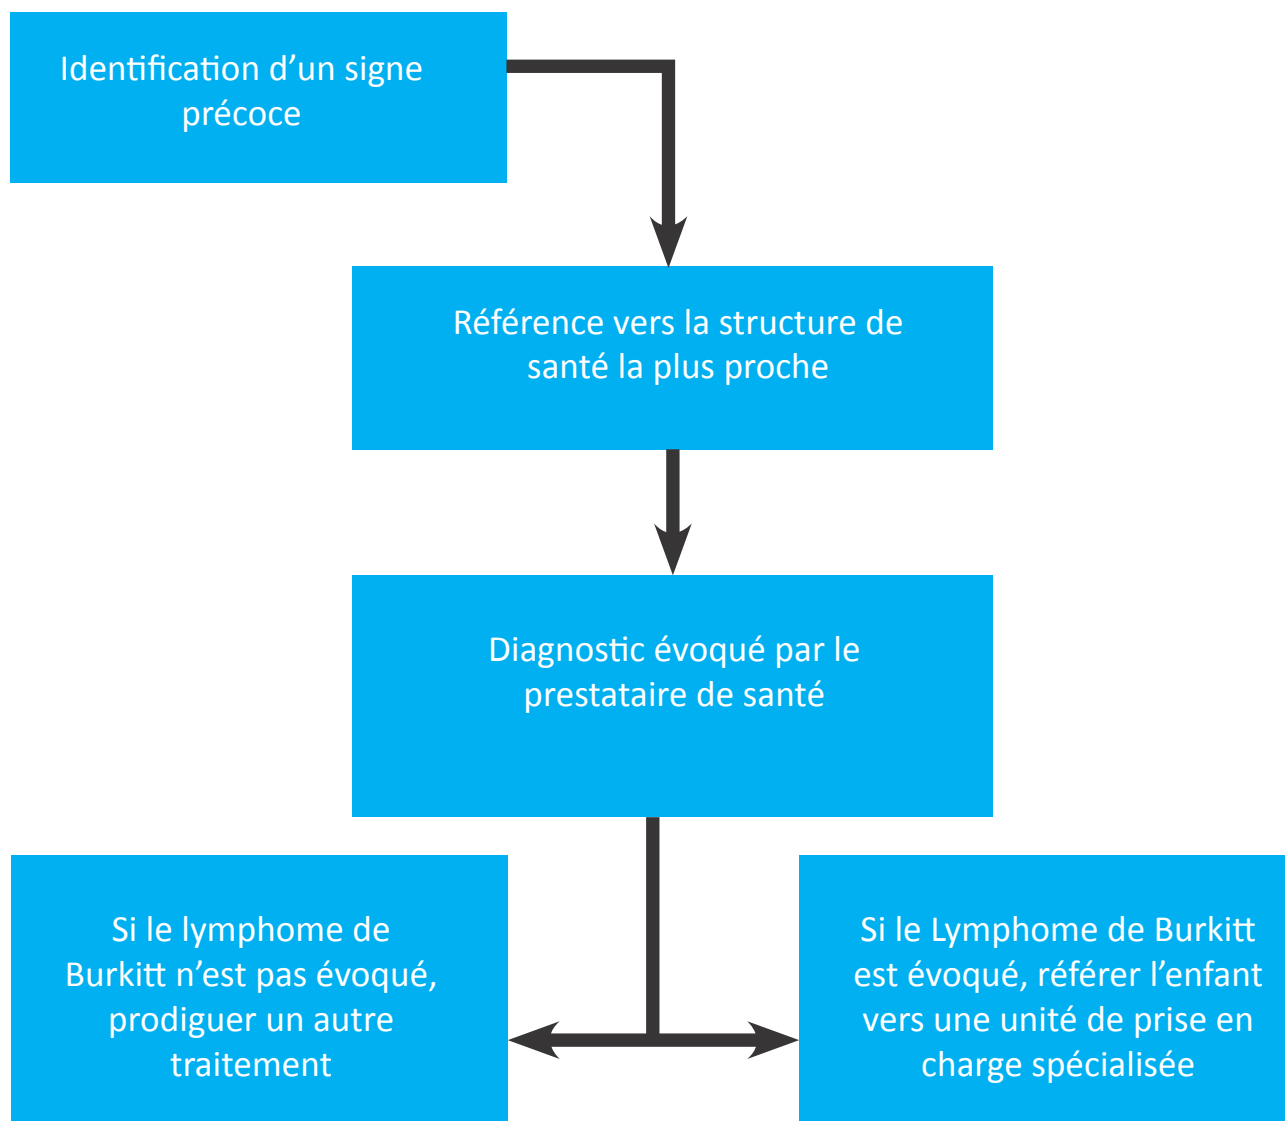 Identification d’un signe
précoce
Référence vers la structure de
santé la plus proche
Diagnostic évoqué par le
prestataire de santé
Si le lymphome de
Burkitt n’est pas évoqué,
prodiguer un autre
traitement
Si le Lymphome de Burkitt
est évoqué, référer l’enfant
vers une unité de prise en
charge spécialisée